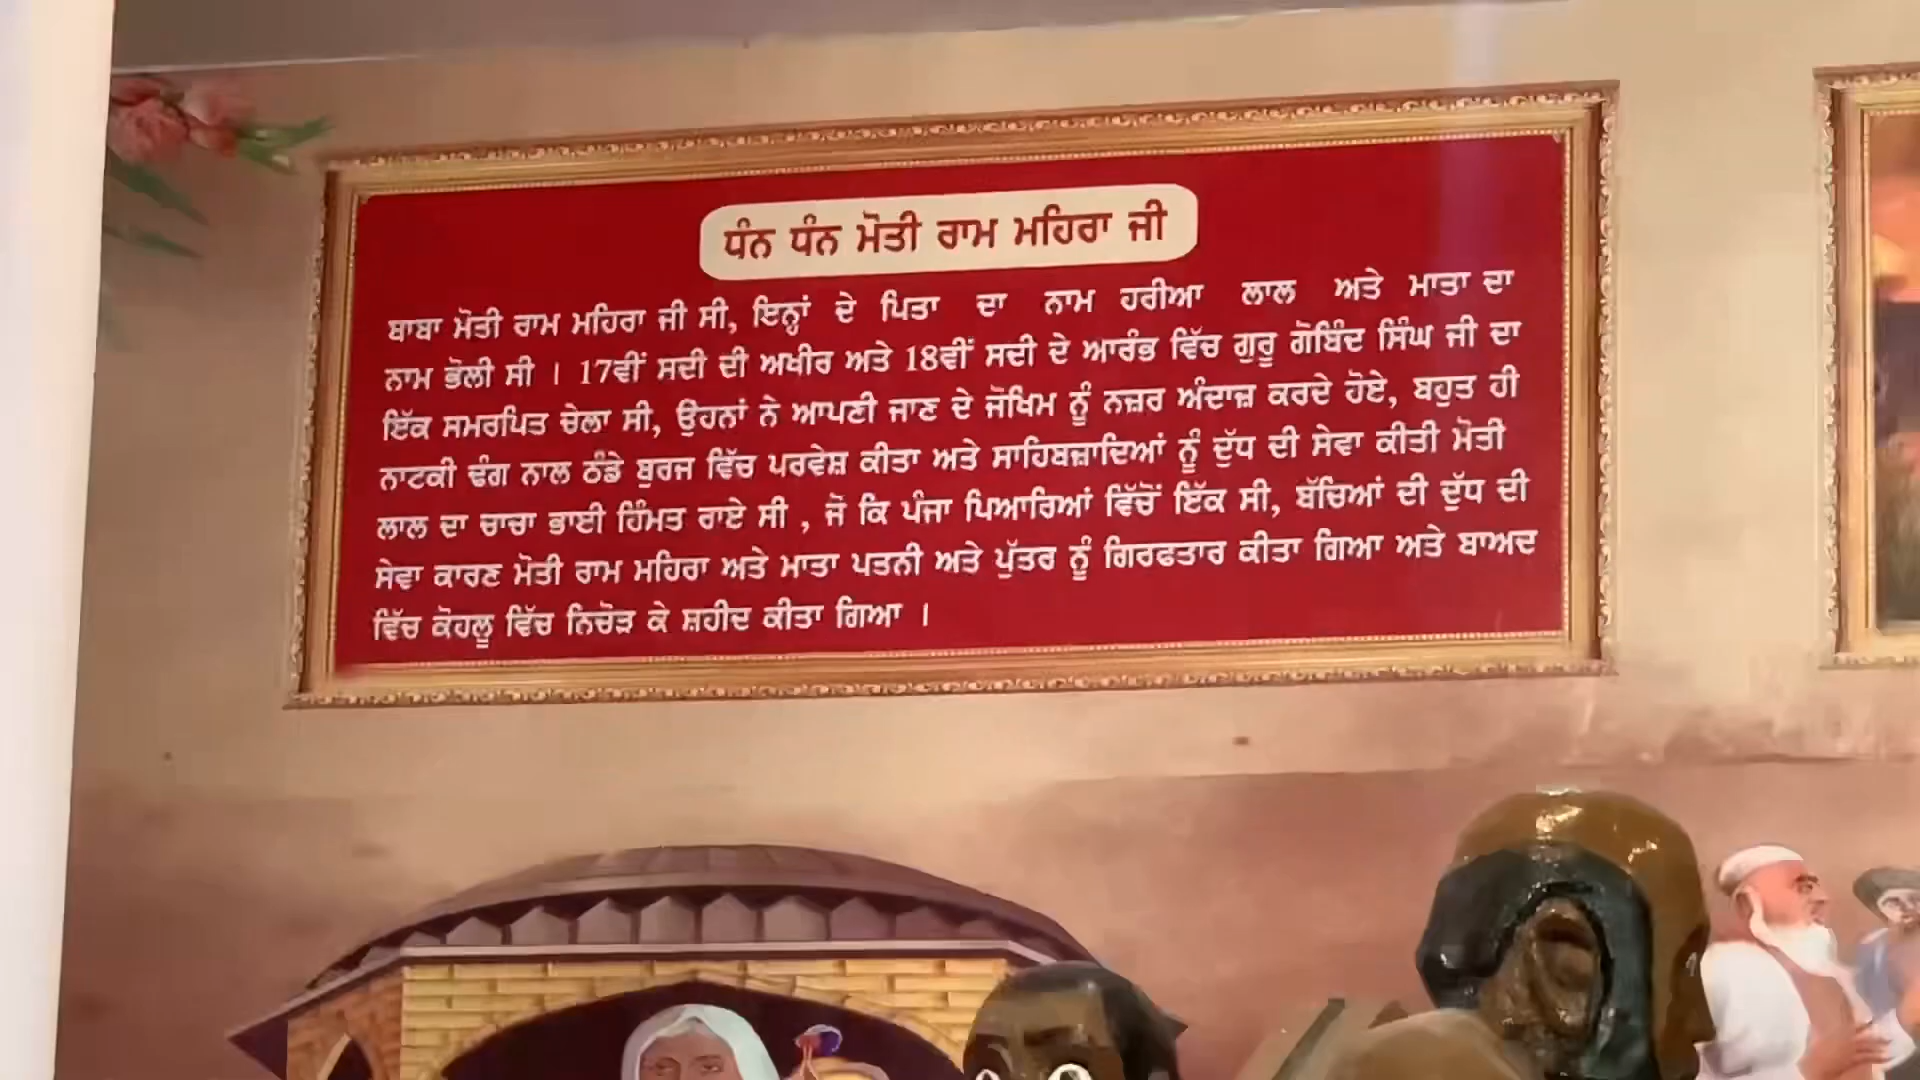 ਧੰਨ ਧੰਨ ਮੋਤੀ ਰਾਮ ਮਹਿਰਾ ਜੀ
ਬਾਬਾ ਮੋਤੀ ਰਾਮ ਮਹਿਰਾ ਜੀ ਸੀ, ਇਨ੍ਹਾਂ ਦੇ ਪਿਤਾ ਦਾ ਨਾਮ ਹਰੀਆ ਲਾਲ ਅਤੇ ਮਾਤਾ ਦਾ
ਨਾਮ ਭੋਲੀ ਸੀ । 17ਵੀਂ ਸਦੀ ਦੀ ਅਖੀਰ ਅਤੇ 18ਵੀਂ ਸਦੀ ਦੇ ਆਰੰਭ ਵਿੱਚ ਗੁਰੂ ਗੋਬਿੰਦ ਸਿੰਘ ਜੀ ਦਾ
ਇੱਕ ਸਮਰਪਿਤ ਚੇਲਾ ਸੀ, ਉਹਨਾਂ ਨੇ ਆਪਣੀ ਜਾਣ ਦੇ ਜੋਖਿਮ ਨੂੰ ਨਜ਼ਰ ਅੰਦਾਜ਼ ਕਰਦੇ ਹੋਏ, ਬਹੁਤ ਹੀ
ਨਾਟਕੀ ਢੰਗ ਨਾਲ ਠੰਡੇ ਬੁਰਜ ਵਿੱਚ ਪਰਵੇਸ਼ ਕੀਤਾ ਅਤੇ ਸਾਹਿਬਜ਼ਾਦਿਆਂ ਨੂੰ ਦੁੱਧ ਦੀ ਸੇਵਾ ਕੀਤੀ ਮੋਤੀ
ਲਾਲ ਦਾ ਚਾਚਾ ਭਾਈ ਹਿੰਮਤ ਰਾਏ ਸੀ , ਜੋ ਕਿ ਪੰਜਾ ਪਿਆਰਿਆਂ ਵਿੱਚੋਂ ਇੱਕ ਸੀ, ਬੱਚਿਆਂ ਦੀ ਦੁੱਧ ਦੀ
ਸੇਵਾ ਕਾਰਣ ਮੋਤੀ ਰਾਮ ਮਹਿਰਾ ਅਤੇ ਮਾਤਾ ਪਤਨੀ ਅਤੇ ਪੁੱਤਰ ਨੂੰ ਗਿਰਫਤਾਰ ਕੀਤਾ ਗਿਆ ਅਤੇ ਬਾਅਦ
ਵਿੱਚ ਕੋਹਲੂ ਵਿੱਚ ਨਿਚੋੜ ਕੇ ਸ਼ਹੀਦ ਕੀਤਾ ਗਿਆ ।